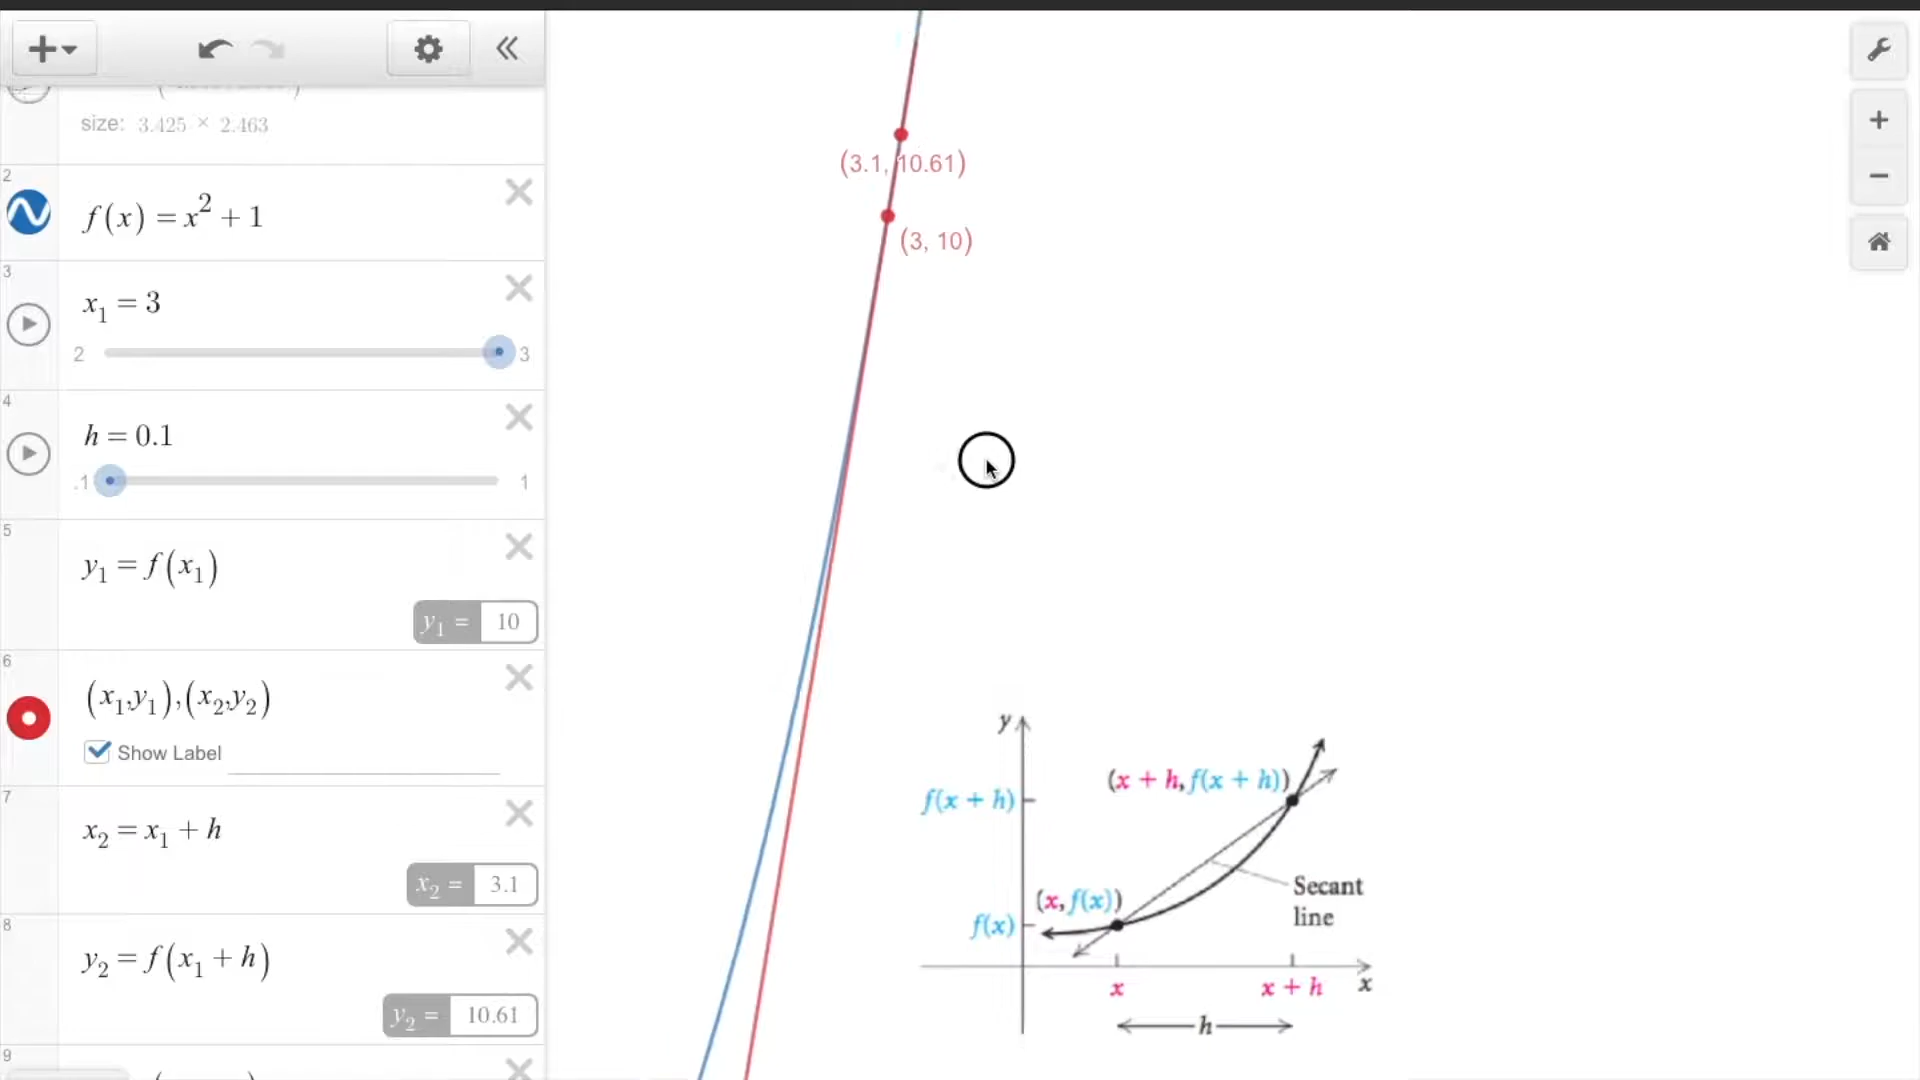 size: 3.425 × 2.463
2
f(x) = x² + 1
3
x₁ = 3
2 3
4
h = 0.1
.1 1
5
y₁ = f(x₁)
y₁ = 10
6
(x₁,y₁),(x₂,y₂)
Show Label
7
x₂ = x₁ + h
x₂ = 3.1
8
y₂ = f(x₁ + h)
y₂ = 10.61
9
(3.1, 10.61)
(3, 10)
y
(x + h, f(x + h))
f(x + h)
Secant
line
(x, f(x))
f(x)
x x + h x
h